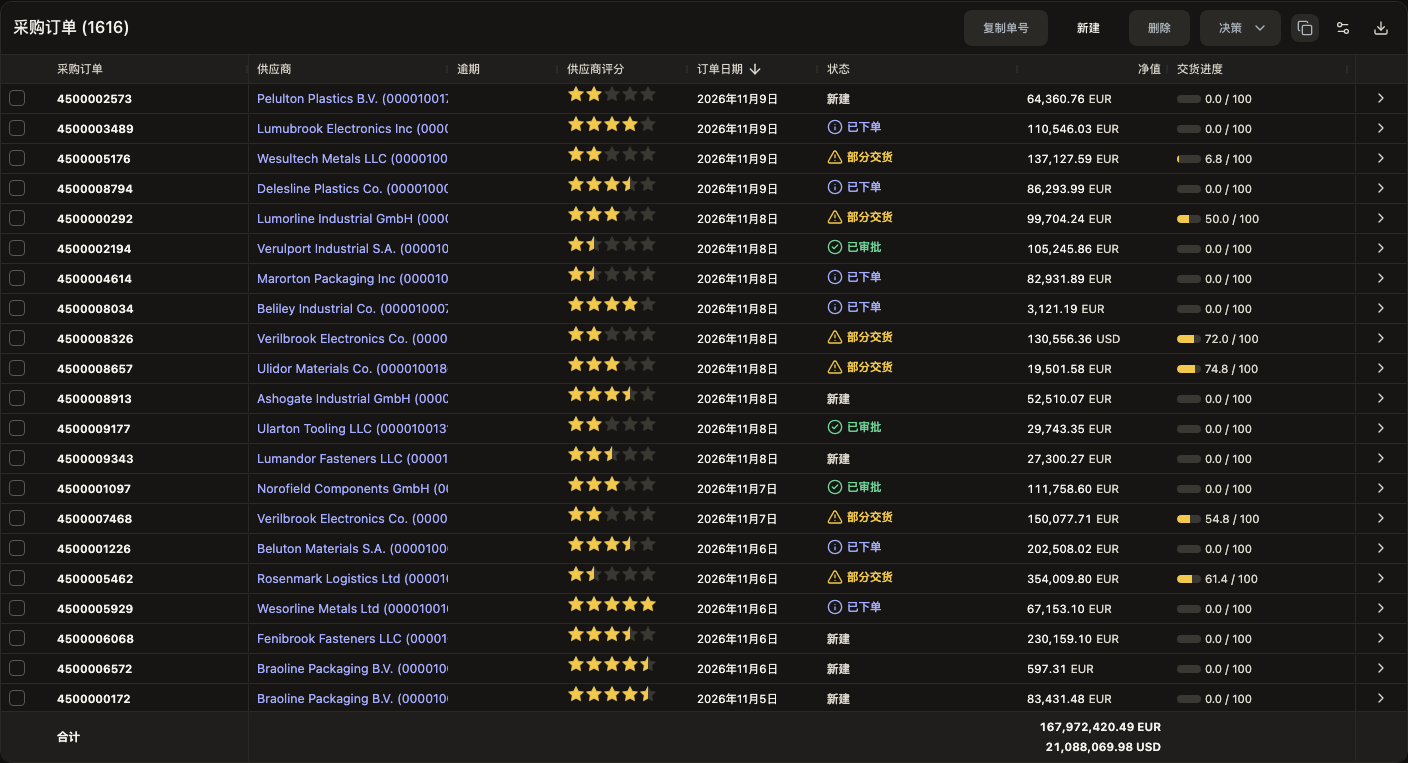 采购订单 (1616) 复制单号 新建 删除 决策
采购订单 供应商 逾期 供应商评分 订单日期 状态 净值 交货进度
4500002573 Pelulton Plastics B.V. (000010017 2026年11月9日 新建 64,360.76 EUR 0.0 / 100
4500003489 Lumubrook Electronics Inc (000 2026年11月9日 已下单 110,546.03 EUR 0.0 / 100
4500005176 Wesultech Metals LLC (0000100 2026年11月9日 部分交货 137,127.59 EUR 6.8 / 100
4500008794 Delesline Plastics Co. (0000100 2026年11月9日 已下单 86,293.99 EUR 0.0 / 100
4500000292 Lumorline Industrial GmbH (000 2026年11月8日 部分交货 99,704.24 EUR 50.0 / 100
4500002194 Verulport Industrial S.A. (000010 2026年11月8日 已审批 105,245.86 EUR 0.0 / 100
4500004614 Marorton Packaging Inc (000010 2026年11月8日 已下单 82,931.89 EUR 0.0 / 100
4500008034 Beliley Industrial Co. (000010007 2026年11月8日 已下单 3,121.19 EUR 0.0 / 100
4500008326 Verilbrook Electronics Co. (0000 2026年11月8日 部分交货 130,556.36 USD 72.0 / 100
4500008657 Ulidor Materials Co. (000010018 2026年11月8日 部分交货 19,501.58 EUR 74.8 / 100
4500008913 Ashogate Industrial GmbH (000 2026年11月8日 新建 52,510.07 EUR 0.0 / 100
4500009177 Ularton Tooling LLC (000010013 2026年11月8日 已审批 29,743.35 EUR 0.0 / 100
4500009343 Lumandor Fasteners LLC (00001 2026年11月8日 新建 27,300.27 EUR 0.0 / 100
4500001097 Norofield Components GmbH (0 2026年11月7日 已审批 111,758.60 EUR 0.0 / 100
4500007468 Verilbrook Electronics Co. (0000 2026年11月7日 部分交货 150,077.71 EUR 54.8 / 100
4500001226 Beluton Materials S.A. (0000100 2026年11月6日 已下单 202,508.02 EUR 0.0 / 100
4500005462 Rosenmark Logistics Ltd (00001 2026年11月6日 部分交货 354,009.80 EUR 61.4 / 100
4500005929 Wesorline Metals Ltd (000010010 2026年11月6日 已下单 67,153.10 EUR 0.0 / 100
4500006068 Fenibrook Fasteners LLC (00001 2026年11月6日 新建 230,159.10 EUR 0.0 / 100
4500006572 Braoline Packaging B.V. (000010 2026年11月6日 新建 597.31 EUR 0.0 / 100
4500000172 Braoline Packaging B.V. (000010 2026年11月5日 新建 83,431.48 EUR 0.0 / 100
合计 167,972,420.49 EUR
21,088,069.98 USD